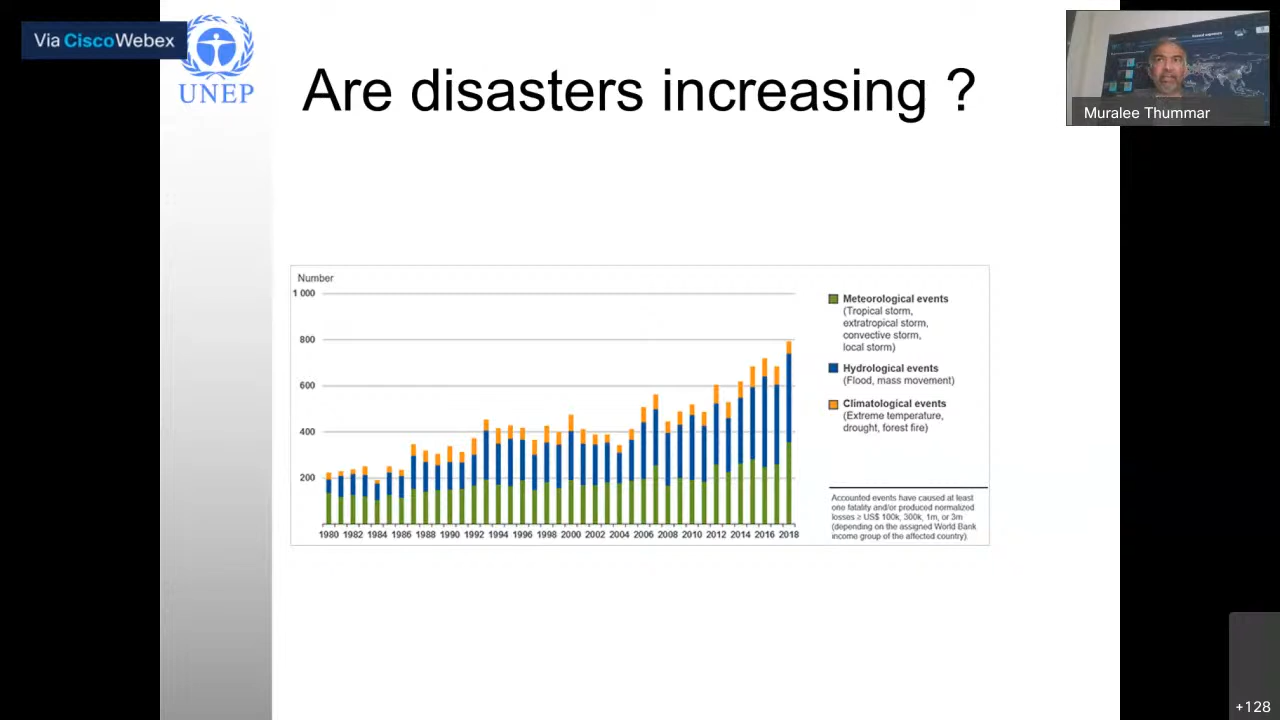 Via CiscoWebex
UNEP
Are disasters increasing ?
Muralee Thummar
Number
1 000
800
600
400
200
1980 1982 1984 1986 1988 1990 1992 1994 1996 1998 2000 2002 2004 2006 2008 2010 2012 2014 2016 2018
Meteorological events
(Tropical storm,
extratropical storm,
convective storm,
local storm)
Hydrological events
(Flood, mass movement)
Climatological events
(Extreme temperature,
drought, forest fire)
Accounted events have caused at least
one fatality and/or produced normalized
losses ≥ US$ 100k, 300k, 1m, or 3m
(depending on the assigned World Bank
income group of the affected country).
+128